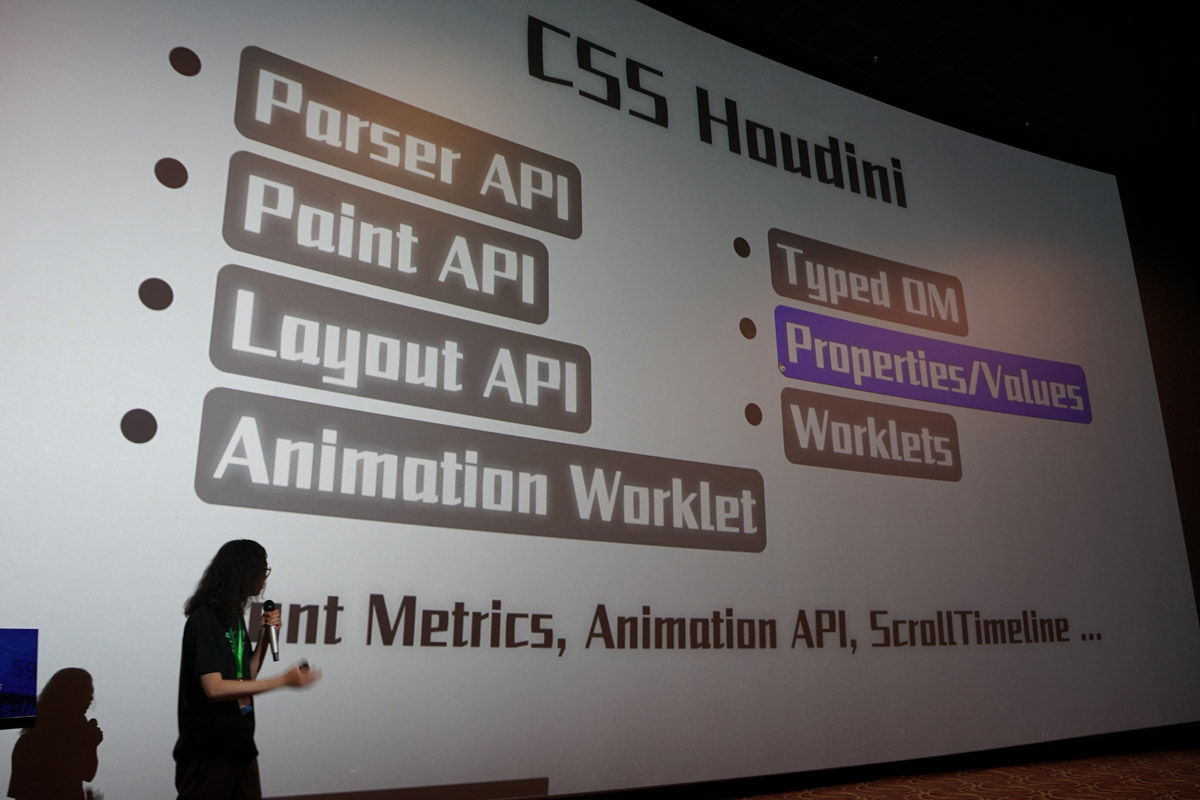 CSS Houdini
Parser API
Paint API
Layout API
Animation Worklet
Typed OM
Properties/Values
Worklets
Metrics, Animation API, ScrollTimeline ...